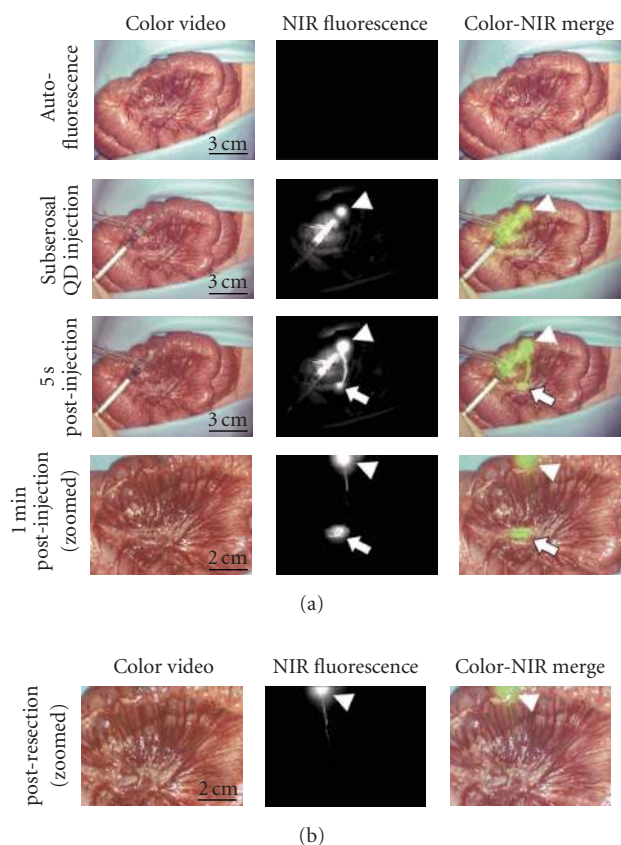 Color video NIR fluorescence Color-NIR merge
Auto-
fluorescence
3 cm
Subserosal
QD injection
3 cm
5 s
post-injection
3 cm
1 min
post-injection
(zoomed)
2 cm
(a)
Color video NIR fluorescence Color-NIR merge
post-resection
(zoomed)
2 cm
(b)